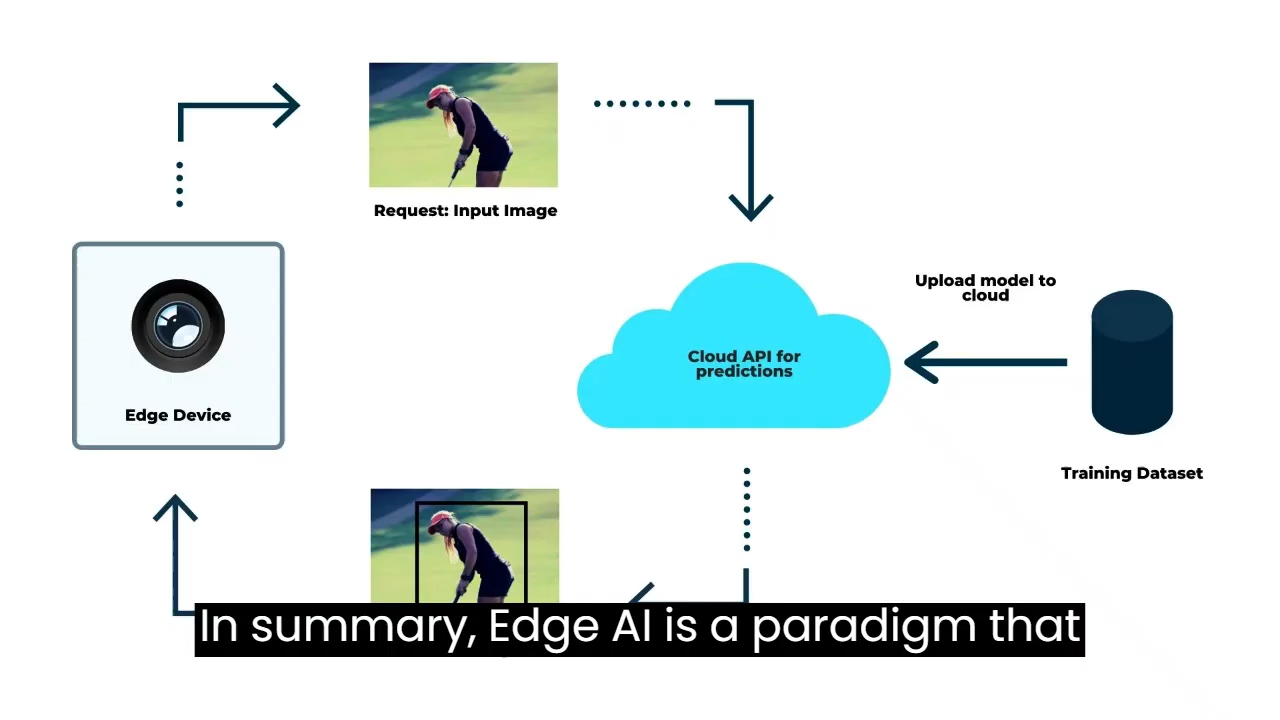 Request: Input Image
Upload model to
cloud
Cloud API for
predictions
Edge Device
Training Dataset
In summary, Edge AI is a paradigm that